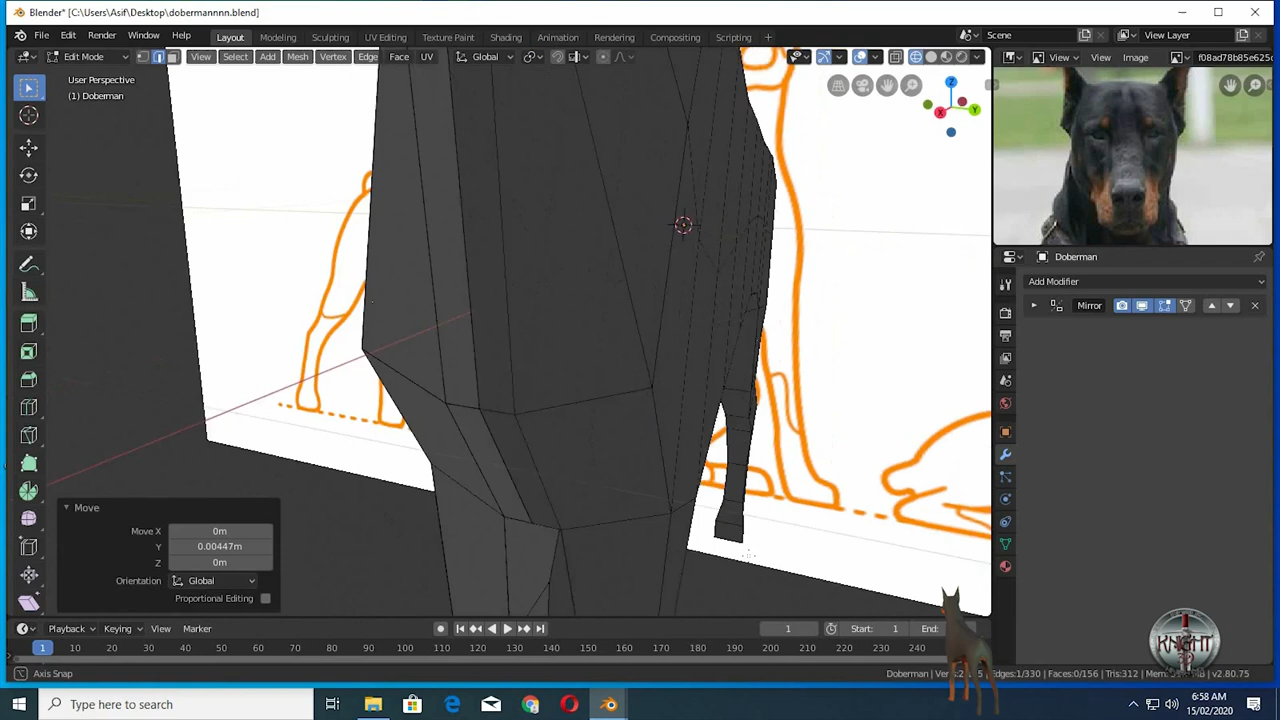 Blender* [C:\Users\Asif\Desktop\dobermannnn.blend]
File Edit Render Window Help Layout Modeling Sculpting UV Editing Texture Paint Shading Animation Rendering Compositing Scripting + Scene View Layer
Edit Mode View Select Add Mesh Vertex Edge Face UV Global View View Image f08ad78b85e625c
User Perspective
(1) Doberman
Z
Y
X
Doberman
Add Modifier
Mirror
Move
Move X 0m
Y 0.00447m
Z 0m
Orientation Global
Proportional Editing
Playback Keying View Marker 1 Start: 1 End:
1 10 20 30 40 50 60 70 80 90 100 110 120 130 140 150 160 170 180 190 200 210 220 230 240
KNIGHT
Axis Snap
Doberman | Edges:1/330 | Faces:0/156 | Tris:312 | v2.80.75
Type here to search
6:58 AM
15/02/2020